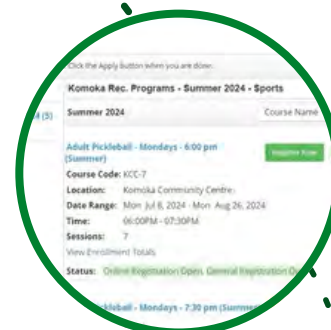 Click the Apply button when you are done.
Komoka Rec. Programs - Summer 2024 - Sports
(5)
Summer 2024 Course Name
Adult Pickleball - Mondays - 6:00 pm
(Summer)
Register Now
Course Code: KCC-7
Location: Komoka Community Centre
Date Range: Mon Jul 8, 2024 - Mon Aug 26, 2024
Time: 06:00PM - 07:30PM
Sessions: 7
View Enrollment Totals
Status: Online Registration Open, General Registration
Pickleball - Mondays - 7:30 pm